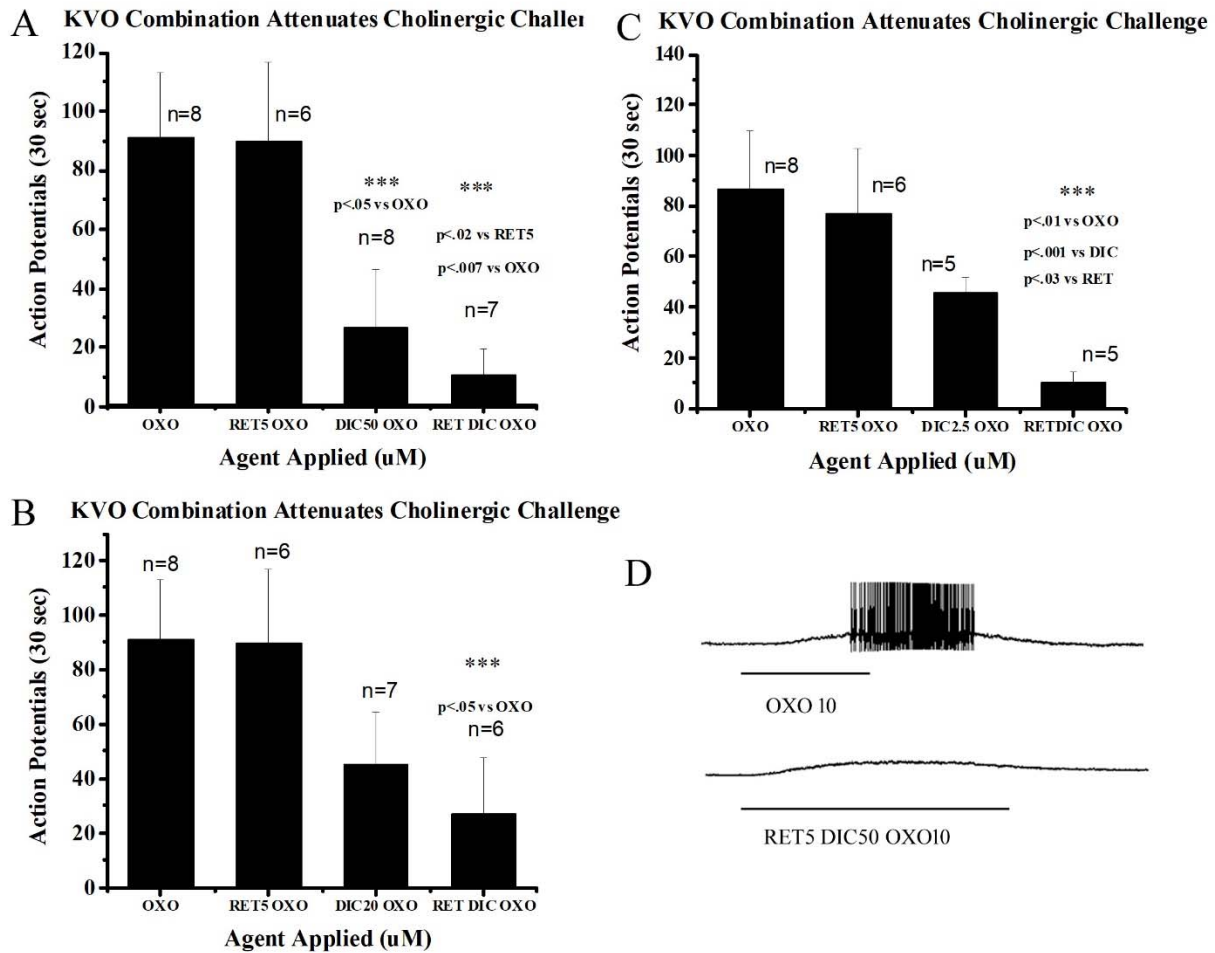 A
KVO Combination Attenuates Cholinergic Challer
Action Potentials (30 sec)
120
100
80
60
40
20
0
n=8
n=6
***
p<.05 vs OXO
n=8
***
p<.02 vs RET5
p<.007 vs OXO
n=7
OXO
RET5 OXO
DIC50 OXO
RET DIC OXO
Agent Applied (uM)
B
KVO Combination Attenuates Cholinergic Challenge
Action Potentials (30 sec)
120
100
80
60
40
20
0
n=8
n=6
n=7
***
p<.05 vs OXO
n=6
OXO
RET5 OXO
DIC20 OXO
RET DIC OXO
Agent Applied (uM)
C
KVO Combination Attenuates Cholinergic Challenge
Action Potentials (30 sec)
140
120
100
80
60
40
20
0
n=8
n=6
n=5
***
p<.01 vs OXO
p<.001 vs DIC
p<.03 vs RET
n=5
OXO
RET5 OXO
DIC2.5 OXO
RETDIC OXO
Agent Applied (uM)
D
OXO 10
RET5 DIC50 OXO10